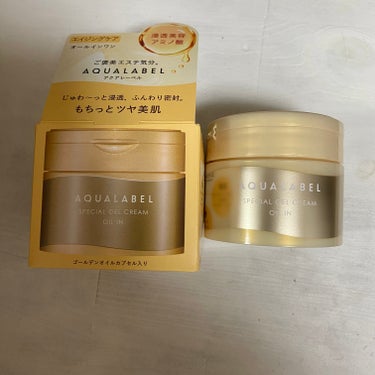 エイジングケア
オールインワン
浸透美容
アミノ酸
ご褒美エステ気分。
AQUALABEL
アクアレーベル
じゅわーっと浸透、ふんわり密封。
もちっとツヤ美肌
AQUALABEL
SPECIAL GEL CREAM
OIL IN
ゴールデンオイルカプセル入り
AQUALABEL
SPECIAL GEL CREAM
OIL IN